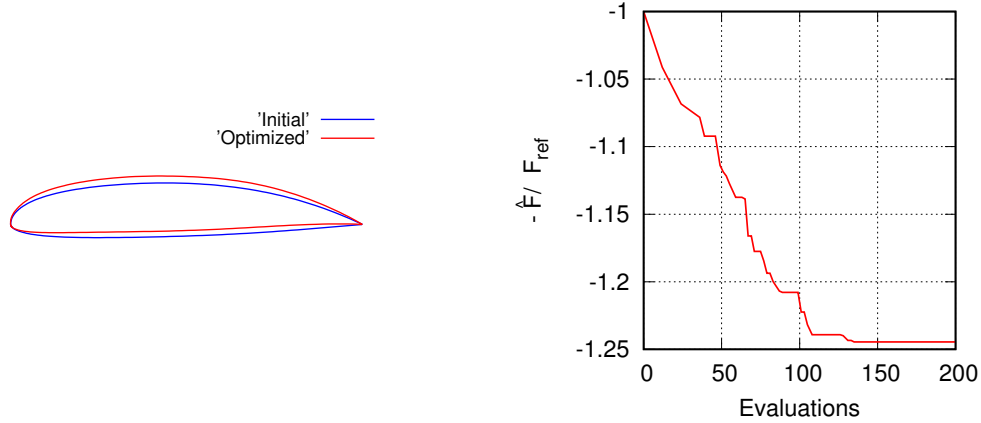 'Initial'
'Optimized'
-1
-1.05
-1.1
-1.15
-1.2
-1.25
- F̂ / F_ref
0 50 100 150 200
Evaluations